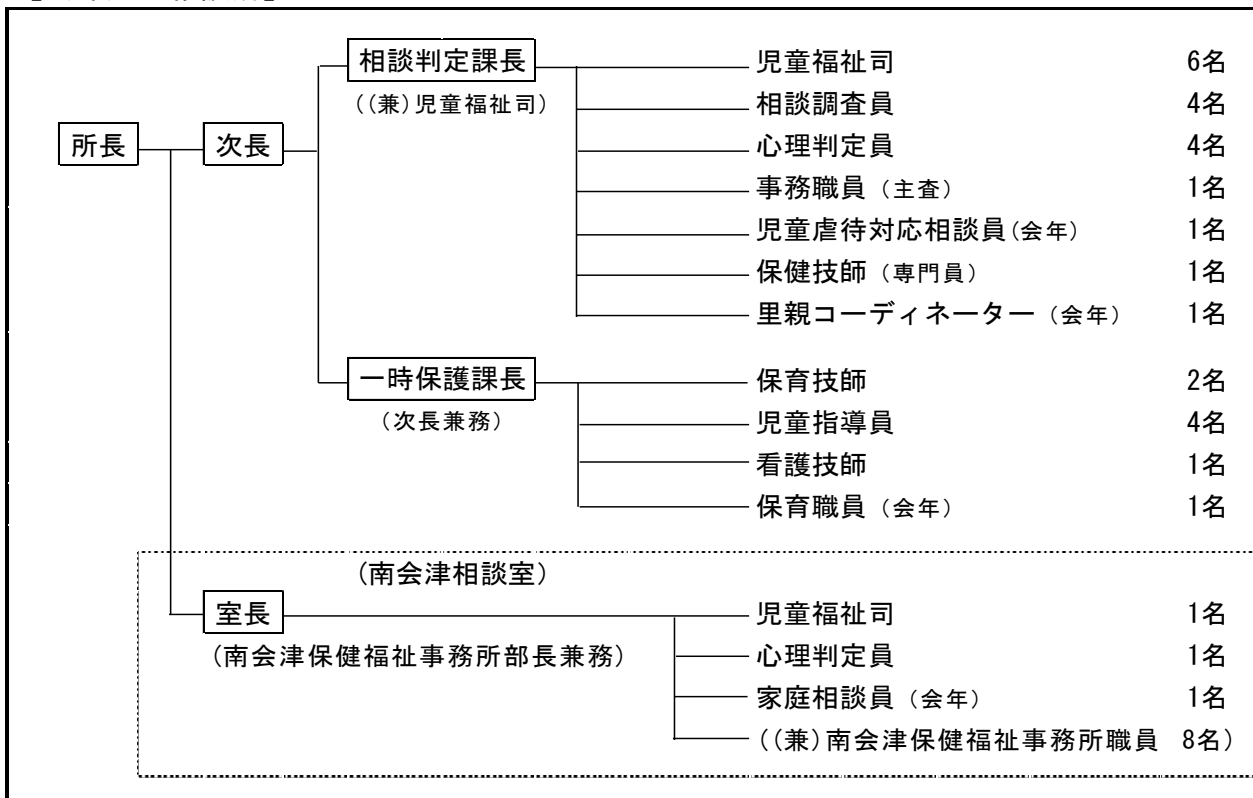 相談判定課長 児童福祉司 6名
((兼)児童福祉司) 相談調査員 4名
所長 次長 心理判定員 4名
事務職員（主査） 1名
児童虐待対応相談員(会年) 1名
保健技師（専門員） 1名
里親コーディネーター（会年） 1名
一時保護課長 保育技師 2名
（次長兼務） 児童指導員 4名
看護技師 1名
保育職員（会年） 1名
(南会津相談室)
室長 児童福祉司 1名
(南会津保健福祉事務所部長兼務) 心理判定員 1名
家庭相談員（会年） 1名
((兼)南会津保健福祉事務所職員 8名)